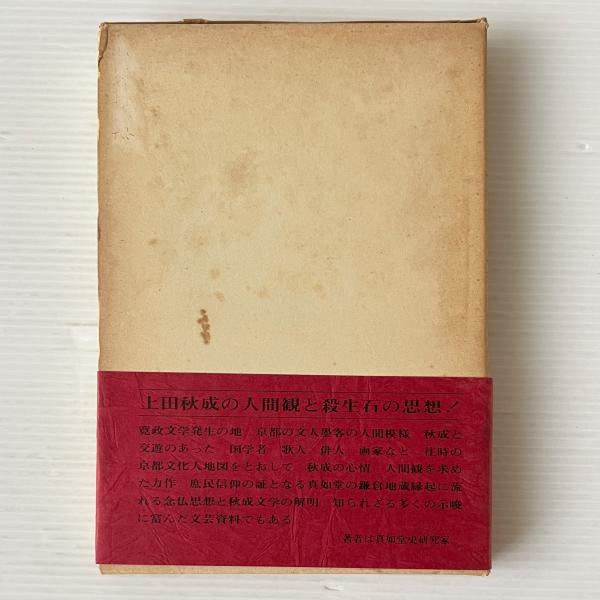 上田秋成の人間観と殺生石の思想!
寛政文学発生の地 京都の文人墨客の人間模様 秋成と
交遊のあった 国学者 歌人 俳人 画家など 往時の
京都文化人地図をとおして 秋成の心情 人間観を求め
た力作 庶民信仰の証となる真如堂の鎌倉地蔵縁起に流
れる念仏思想と秋成文学の解明 知られざる多くの示唆
に富んだ文芸資料でもある
著者は真如堂史研究家